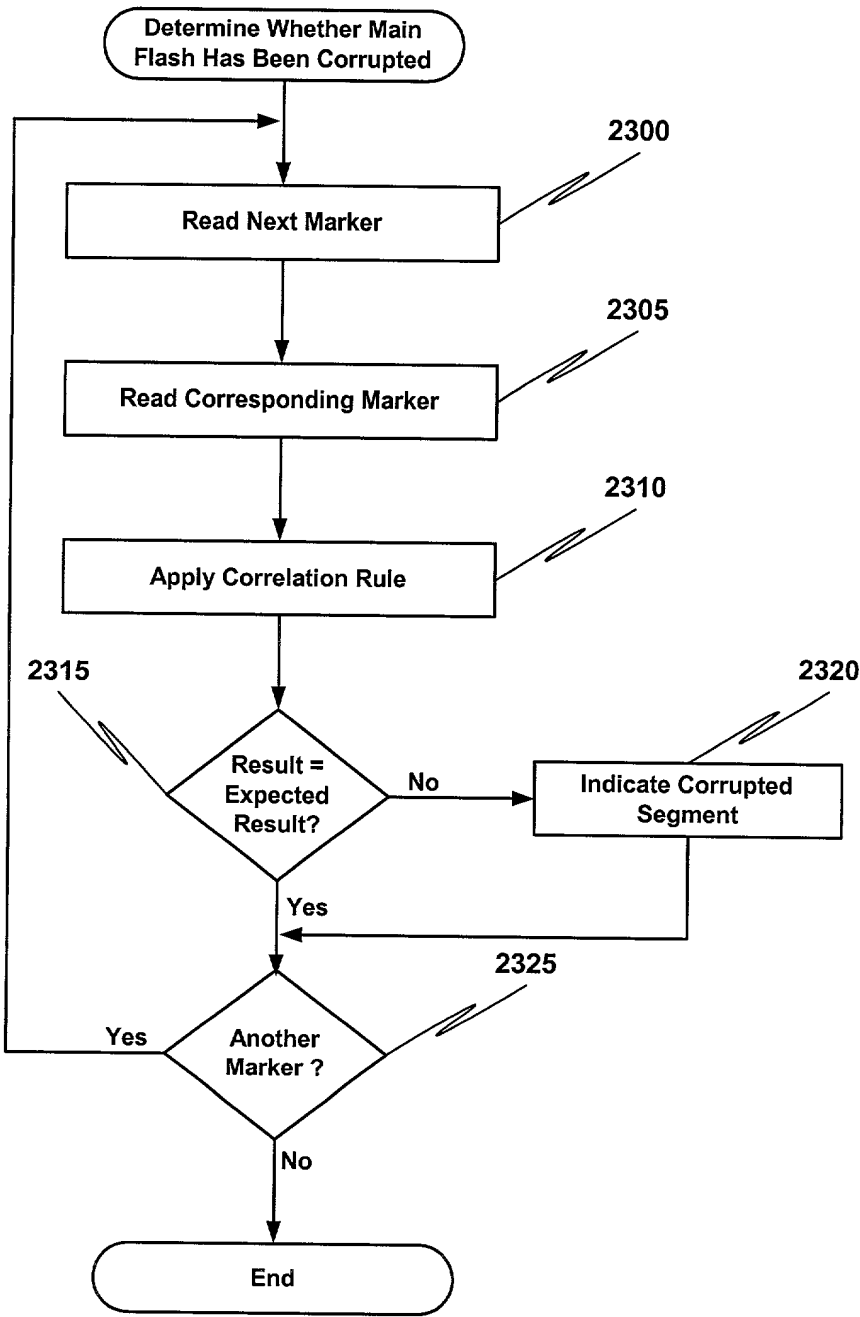 Determine Whether Main
Flash Has Been Corrupted
2300
Read Next Marker
2305
Read Corresponding Marker
2310
Apply Correlation Rule
2315
2320
Result =
Expected
Result?
No
Indicate Corrupted
Segment
Yes
2325
Yes
Another
Marker ?
No
End